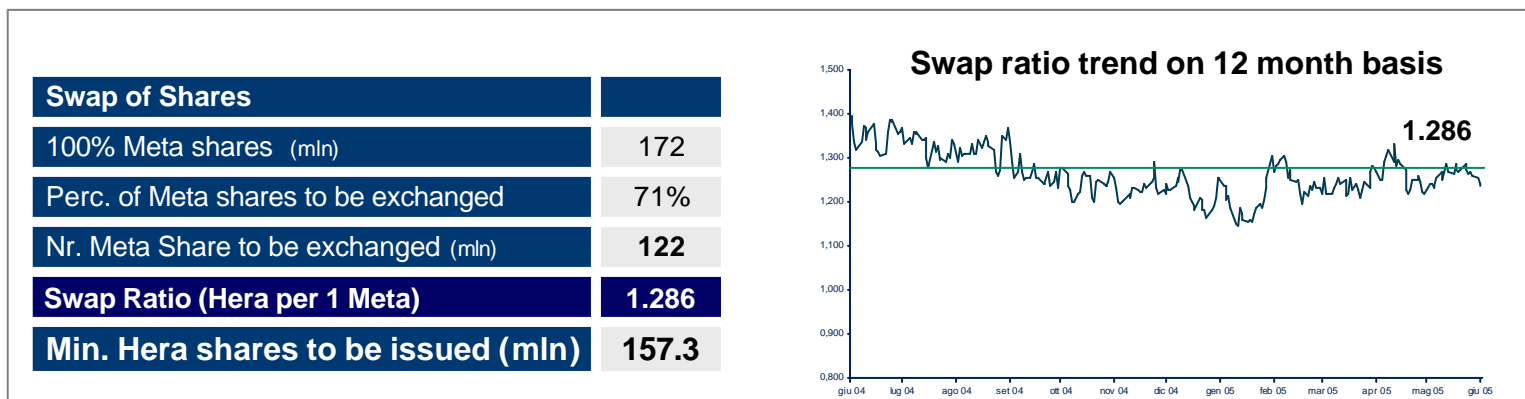 Swap of Shares
100% Meta shares (mln) 172
Perc. of Meta shares to be exchanged 71%
Nr. Meta Share to be exchanged (mln) 122
Swap Ratio (Hera per 1 Meta) 1.286
Min. Hera shares to be issued (mln) 157.3
Swap ratio trend on 12 month basis
1.286
1,500
1,400
1,300
1,200
1,100
1,000
0,900
0,800
giu 04 lug 04 ago 04 set 04 ott 04 nov 04 dic 04 gen 05 feb 05 mar 05 apr 05 mag 05 giu 05